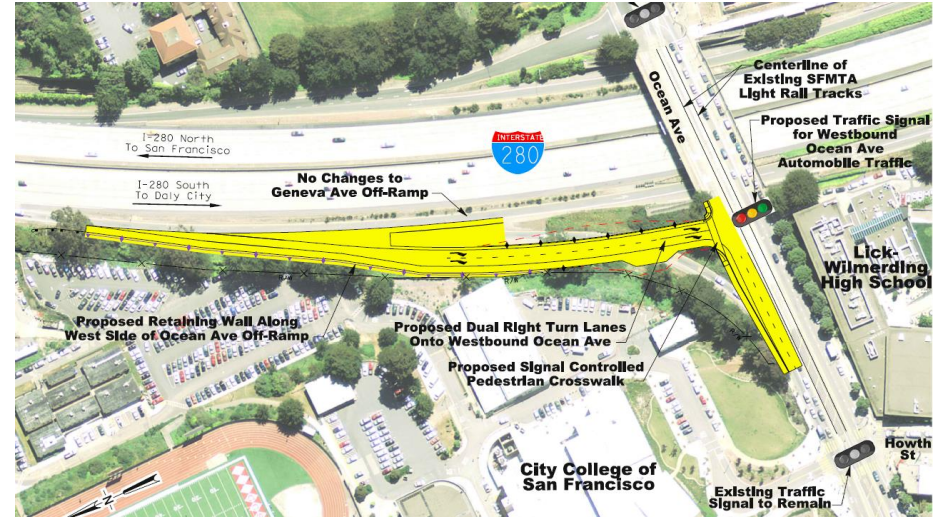 Ocean Ave
Centerline of
Existing SFMTA
Light Rail Tracks
Proposed Traffic Signal
for Westbound
Ocean Ave
Automobile Traffic
I-280 North
To San Francisco
INTERSTATE
280
I-280 South
To Daly City
No Changes to
Geneva Ave Off-Ramp
Lick-
Wilmerding
High School
R/W
R/W
Proposed Retaining Wall Along
West Side of Ocean Ave Off-Ramp
Proposed Dual Right Turn Lanes
Onto Westbound Ocean Ave
Proposed Signal Controlled
Pedestrian Crosswalk
City College of
San Francisco
Howth
St
Existing Traffic
Signal to Remain
N